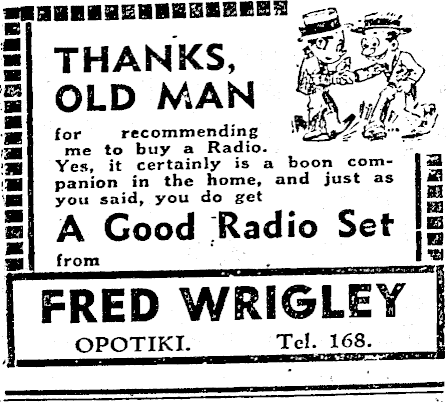 THANKS,
OLD MAN
for recommending
me to buy a Radio.
Yes, it certainly is a boon com-
panion in the home, and just as
you said, you do get
A Good Radio Set
from
FRED WRIGLEY
OPOTIKI. Tel. 168.